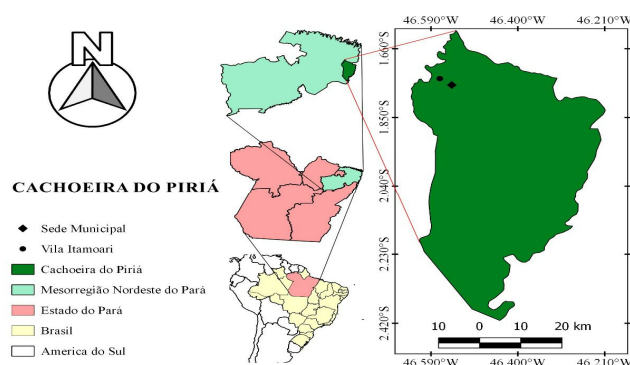 N
CACHOEIRA DO PIRIÁ
Sede Municipal
Vila Itamoari
Cachoeira do Piriá
Mesorregião Nordeste do Pará
Estado do Pará
Brasil
America do Sul
46.590°W 46.400°W 46.210°W
1.660°S
1.850°S
2.040°S
2.230°S
2.420°S
10 0 10 20 km
46.590°W 46.400°W 46.210°W